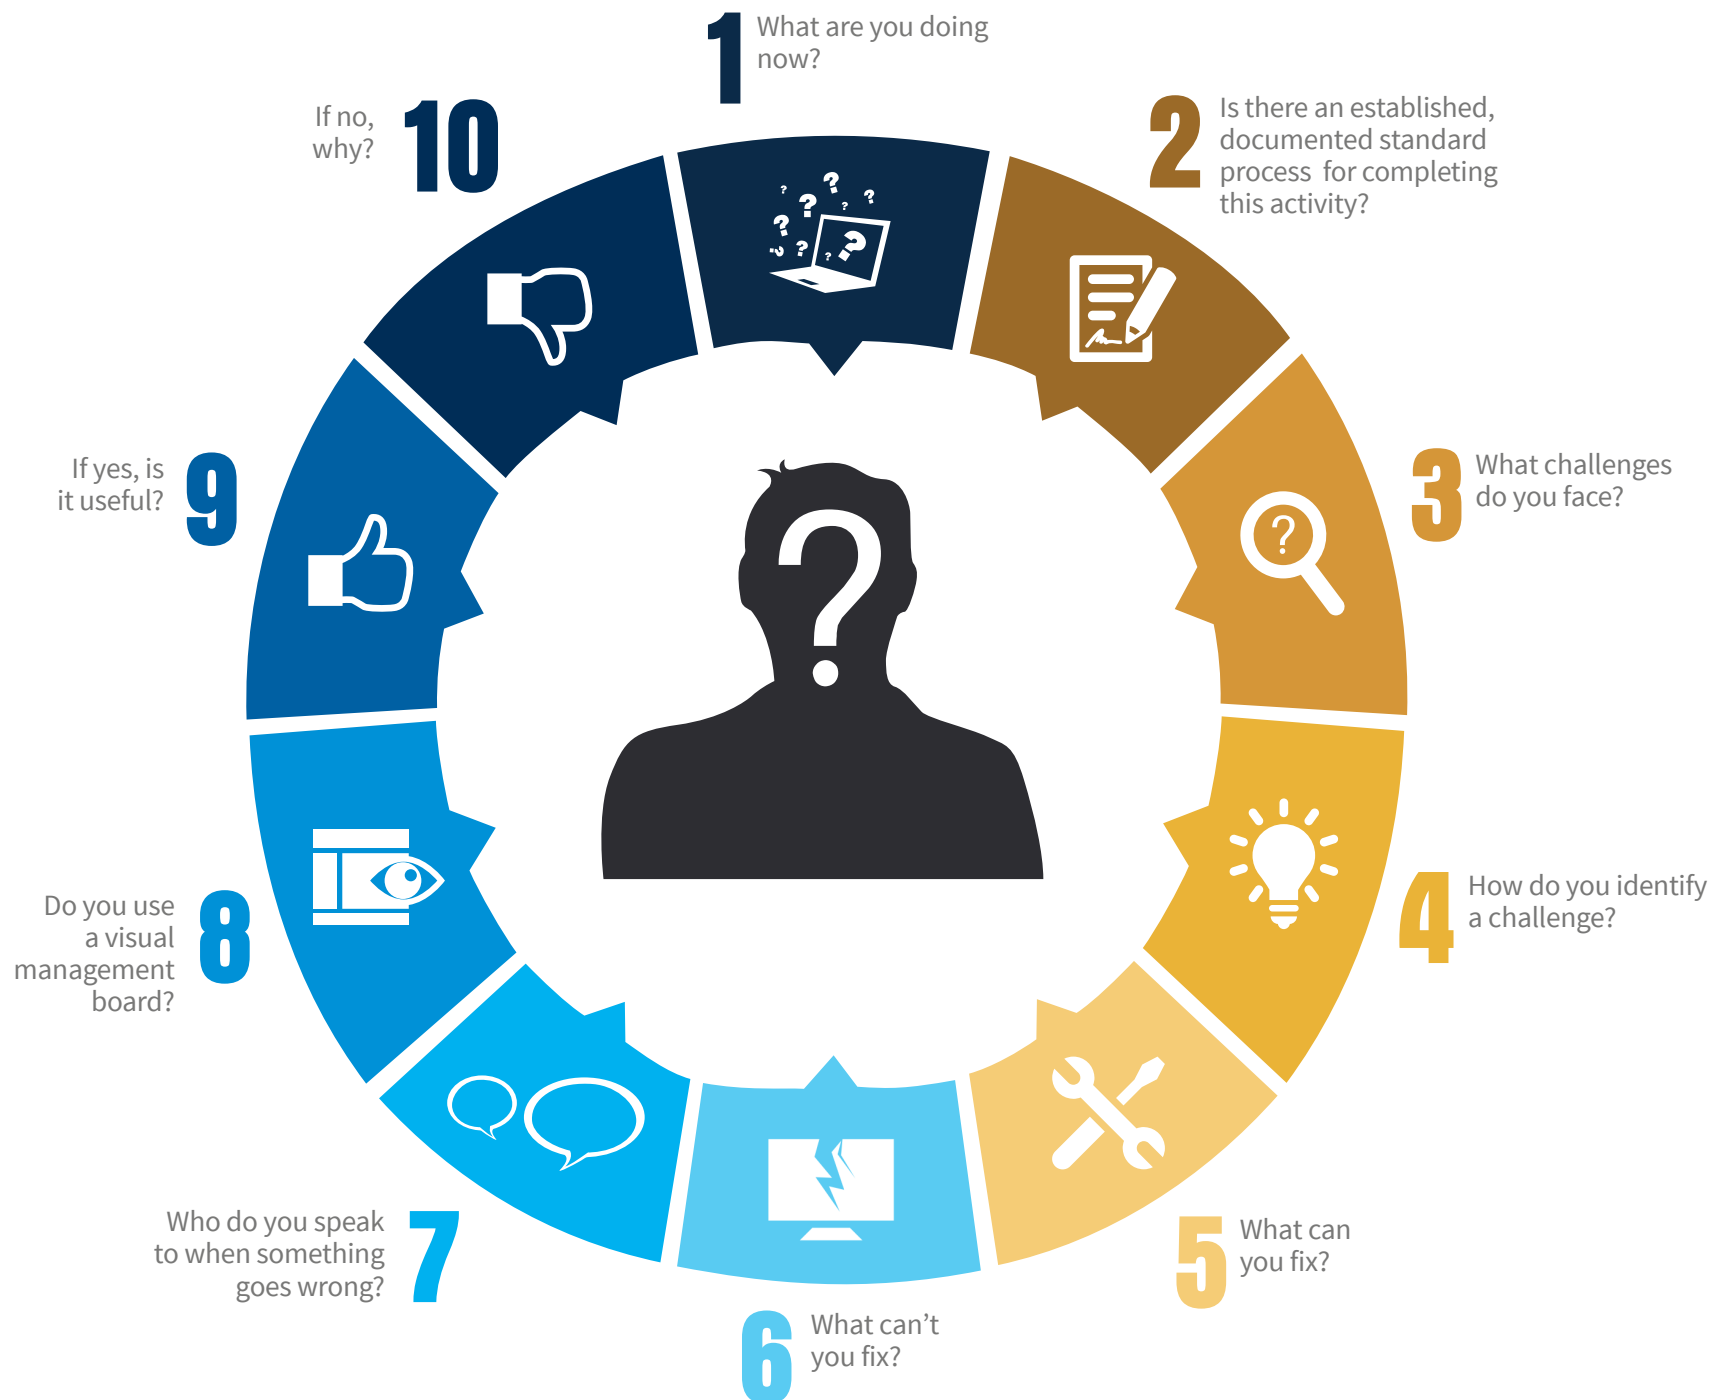 1
What are you doing
now?
2
Is there an established,
documented standard
process for completing
this activity?
3
What challenges
do you face?
4
How do you identify
a challenge?
5
What can
you fix?
6
What can’t
you fix?
7
Who do you speak
to when something
goes wrong?
8
Do you use
a visual
management
board?
9
If yes, is
it useful?
10
If no,
why?